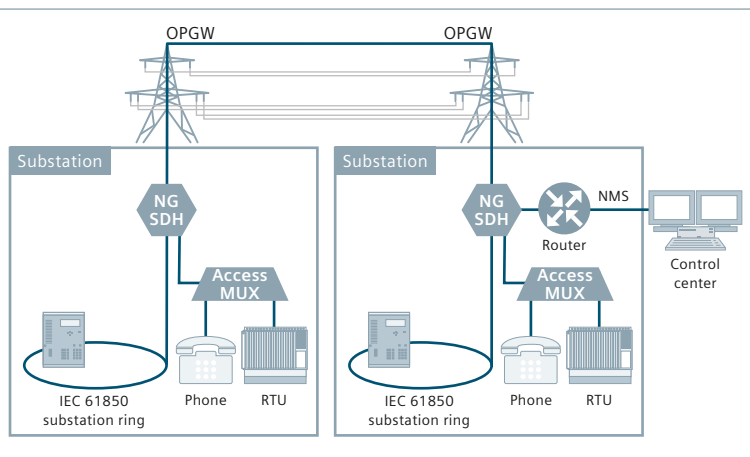 OPGW
OPGW
Substation
NG
SDH
Access
MUX
IEC 61850
substation ring
Phone
RTU
Substation
NG
SDH
Router
NMS
Control
center
Access
MUX
IEC 61850
substation ring
Phone
RTU